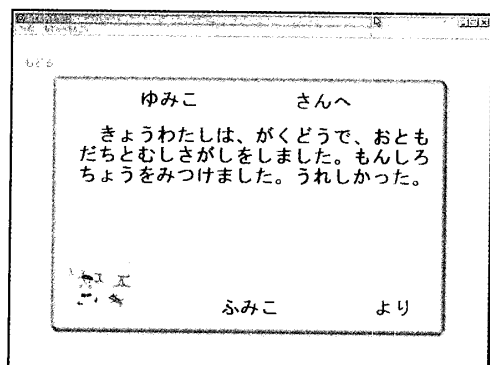 もどる
ゆみこ さんへ
きょうわたしは、がくどうで、おとも
だちとむしさがしをしました。もんしろ
ちょうをみつけました。うれしかった。
ふみこ より